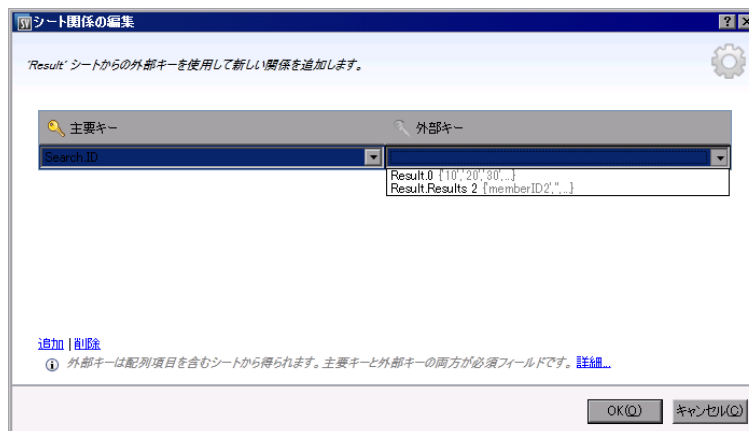 SV シート関係の編集
'Result' シートからの外部キーを使用して新しい関係を追加します。
主要キー 外部キー
Search.ID
Result.0 {'10','20','30',...}
Result.Results 2 {'memberID2','',...}
追加 | 削除
外部キーは配列項目を含むシートから得られます。主要キーと外部キーの両方が必須フィールドです。詳細...
OK(O) キャンセル(C)